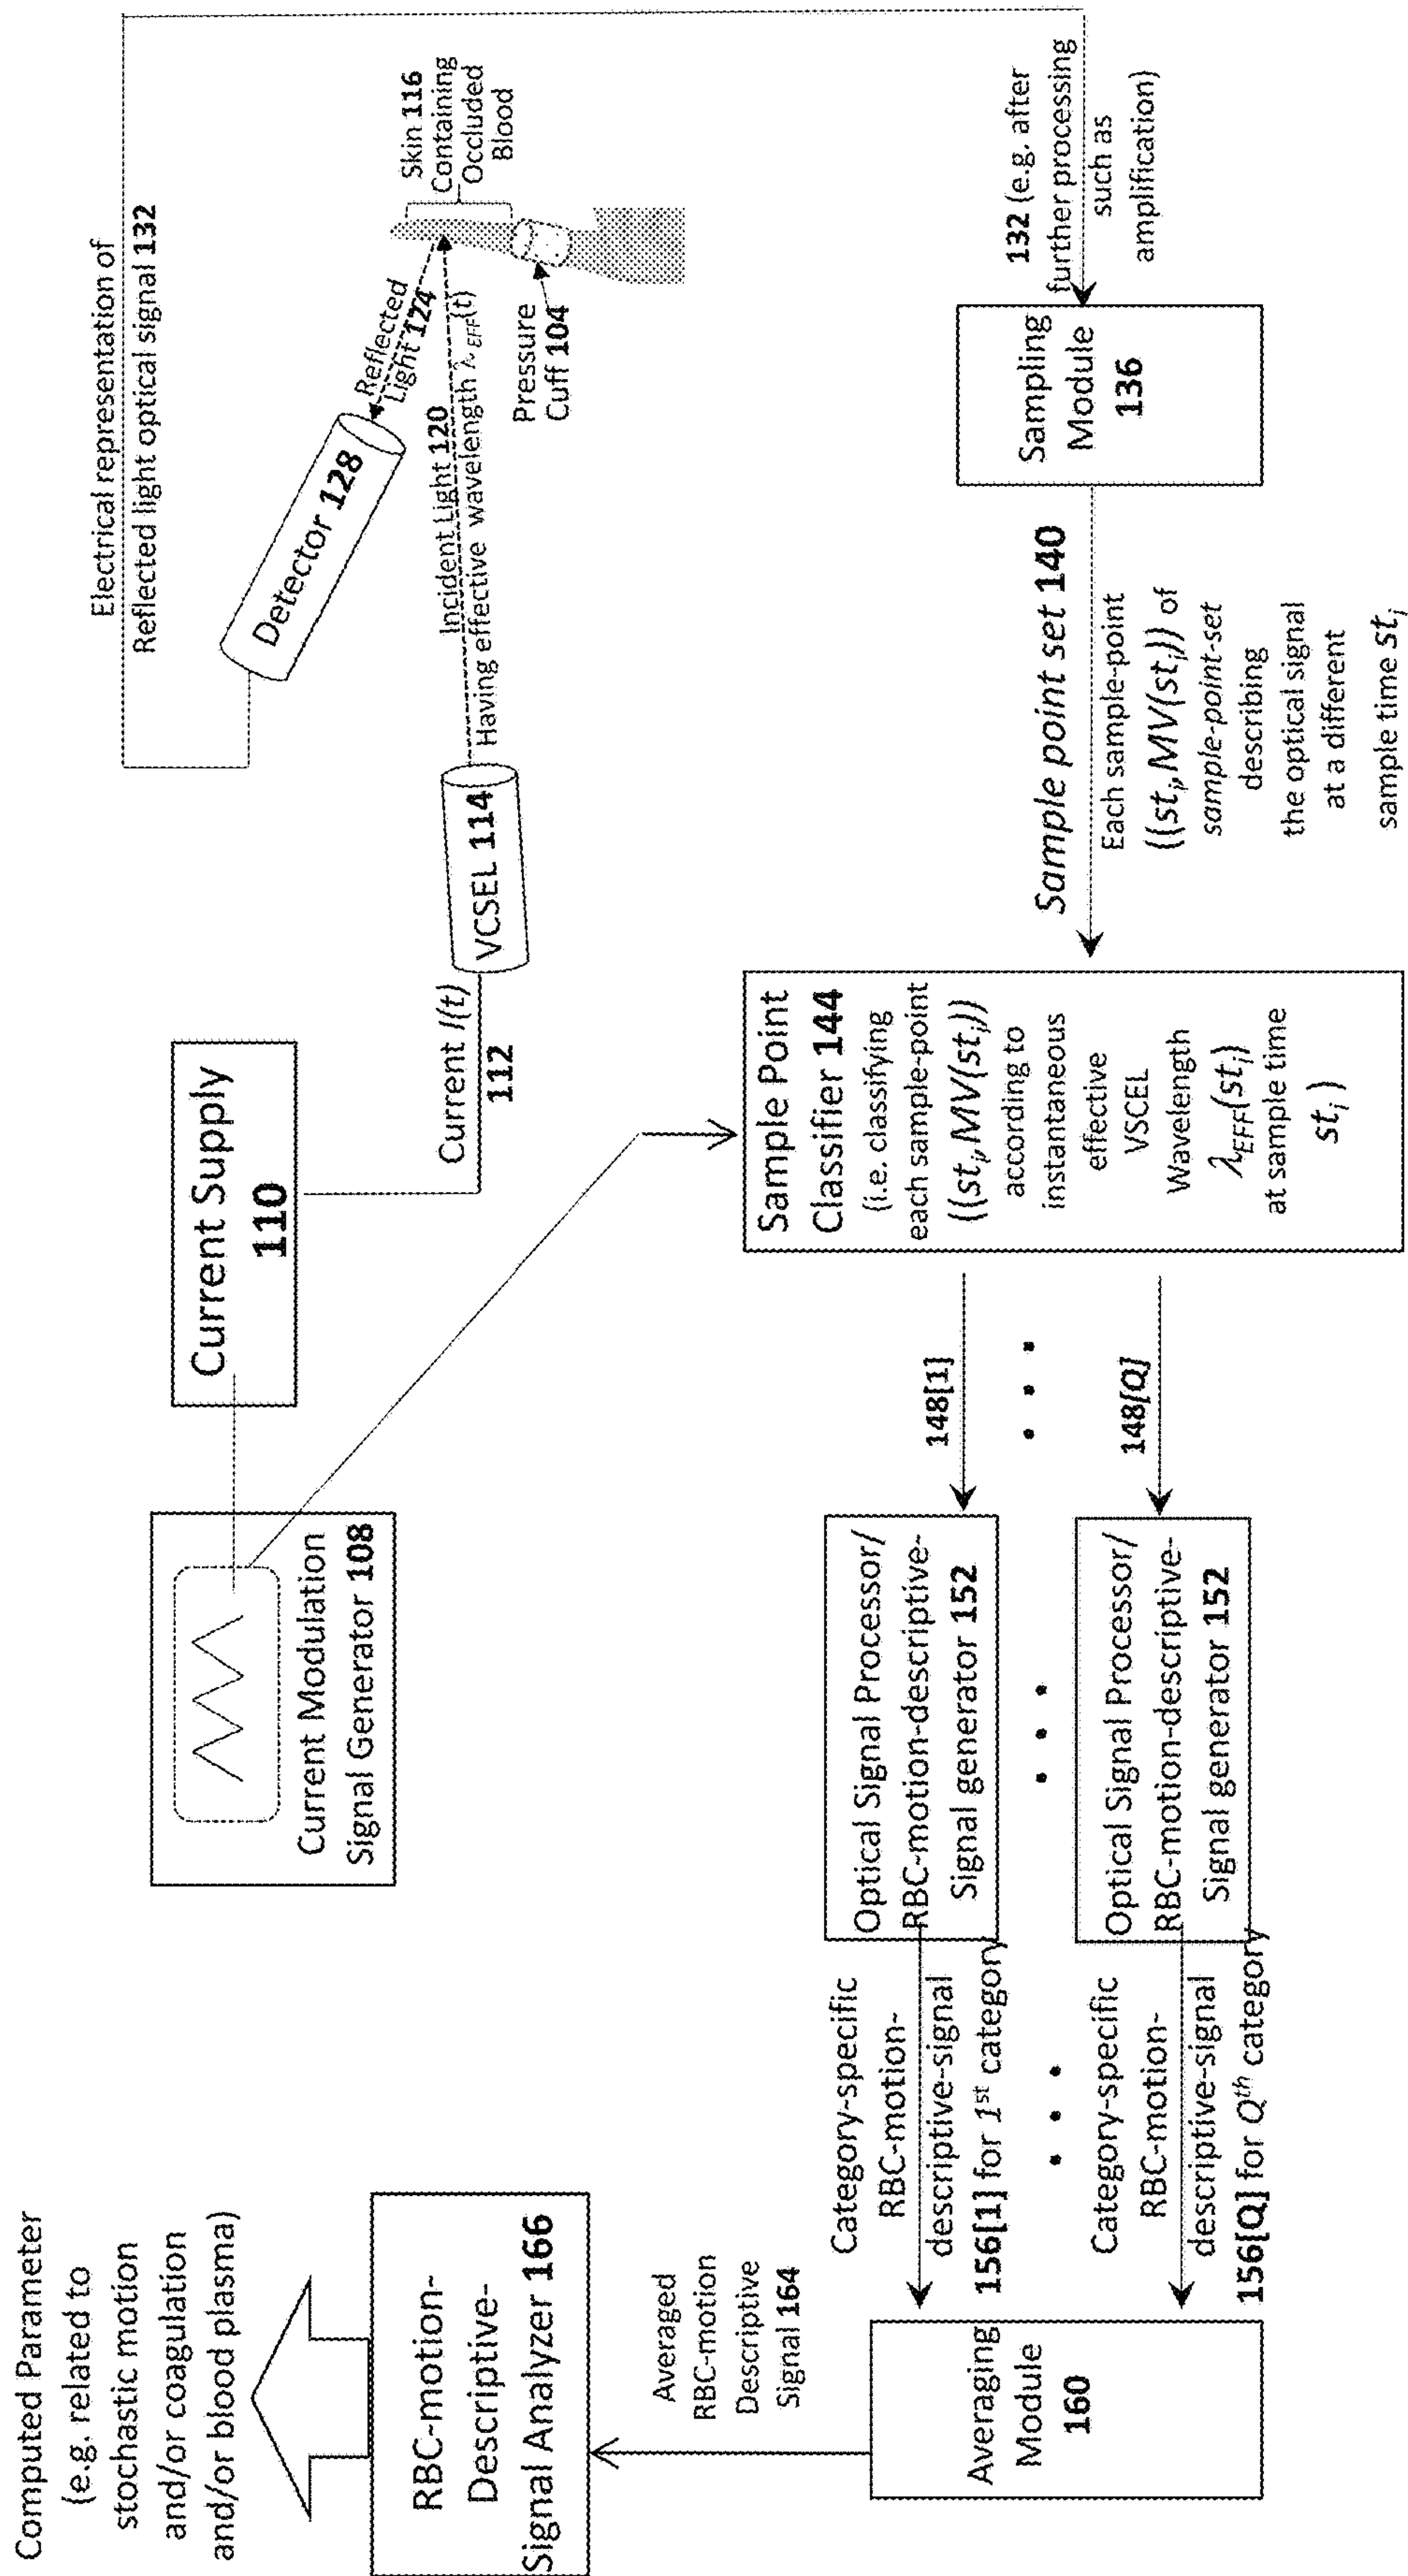 Electrical representation of
Reflected light optical signal 132
Skin 116
Containing
Occluded
Blood
Reflected
Light 124
Detector 128
Incident Light 120
Having effective wavelength λEFF(t)
Pressure
Cuff 104
VCSEL 114
Current I(t)
112
Current Supply
110
Current Modulation
Signal Generator 108
132 (e.g. after
further processing
such as
amplification)
Sampling
Module
136
Sample point set 140
Each sample-point
((sti,MV(sti)) of
sample-point-set
describing
the optical signal
at a different
sample time sti
Sample Point
Classifier 144
(i.e. classifying
each sample-point
((sti,MV(sti))
according to
instantaneous
effective
VSCEL
Wavelength
λEFF(sti)
at sample time
sti )
148[1]
148[Q]
Optical Signal Processor/
RBC-motion-descriptive-
Signal generator 152
Optical Signal Processor/
RBC-motion-descriptive-
Signal generator 152
Category-specific
RBC-motion-
descriptive-signal
156[1] for 1st category
Category-specific
RBC-motion-
descriptive-signal
156[Q] for Qth category
Averaging
Module
160
Averaged
RBC-motion
Descriptive
Signal 164
RBC-motion-
Descriptive-
Signal Analyzer 166
Computed Parameter
(e.g. related to
stochastic motion
and/or coagulation
and/or blood plasma)